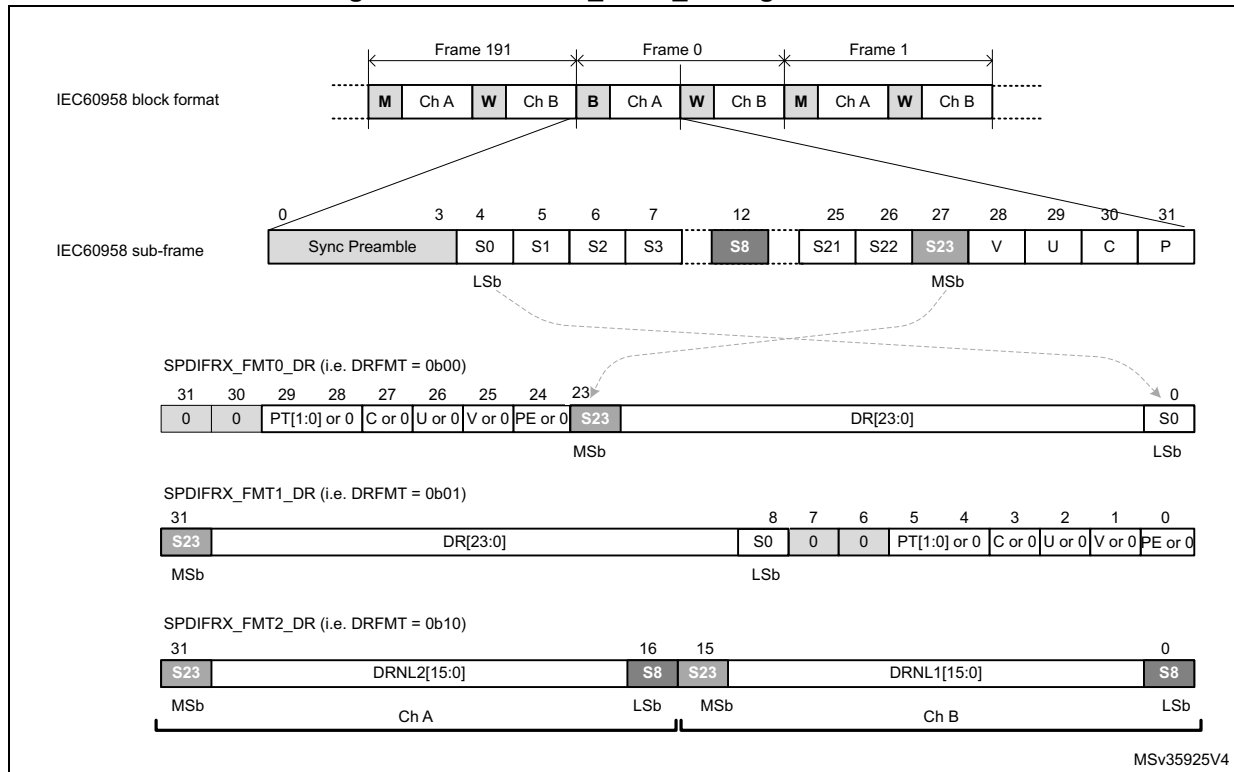 Frame 191 Frame 0 Frame 1
IEC60958 block format M Ch A W Ch B B Ch A W Ch B M Ch A W Ch B
0 3 4 5 6 7 12 25 26 27 28 29 30 31
IEC60958 sub-frame Sync Preamble S0 S1 S2 S3 S8 S21 S22 S23 V U C P
LSb MSb
SPDIFRX_FMT0_DR (i.e. DRFMT = 0b00)
31 30 29 28 27 26 25 24 23 0
0 0 PT[1:0] or 0 C or 0 U or 0 V or 0 PE or 0 S23 DR[23:0] S0
MSb LSb
SPDIFRX_FMT1_DR (i.e. DRFMT = 0b01)
31 8 7 6 5 4 3 2 1 0
S23 DR[23:0] S0 0 0 PT[1:0] or 0 C or 0 U or 0 V or 0 PE or 0
MSb LSb
SPDIFRX_FMT2_DR (i.e. DRFMT = 0b10)
31 16 15 0
S23 DRNL2[15:0] S8 S23 DRNL1[15:0] S8
MSb LSb MSb LSb
Ch A Ch B
MSv35925V4